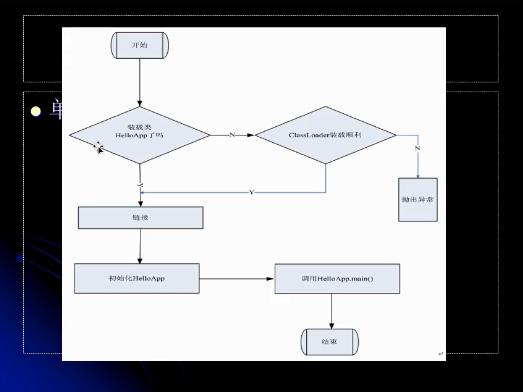 开始
装载类
HelloApp了吗
N
ClassLoader装载顺利
N
Y
Y
抛出异常
链接
初始化HelloApp
调用HelloApp.main()
结束